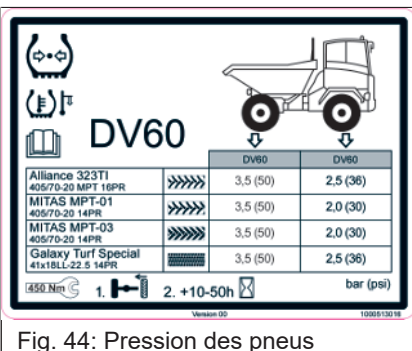 DV60
DV60 DV60
Alliance 323TI
405/70-20 MPT 16PR 3,5 (50) 2,5 (36)
MITAS MPT-01
405/70-20 14PR 3,5 (50) 2,0 (30)
MITAS MPT-03
405/70-20 14PR 3,5 (50) 2,0 (30)
Galaxy Turf Special
41x18LL-22.5 14PR 3,5 (50) 2,5 (36)
450 Nm 1. 2. +10-50h bar (psi)
Version 00 1000513018
Fig. 44: Pression des pneus